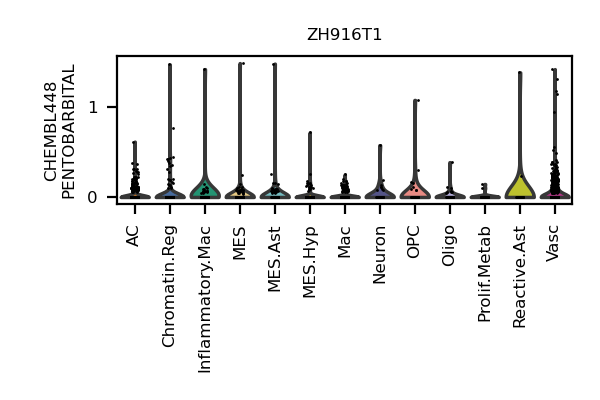 ZH916T1
CHEMBL448
PENTOBARBITAL
1
0
AC
Chromatin.Reg
Inflammatory.Mac
MES
MES.Ast
MES.Hyp
Mac
Neuron
OPC
Oligo
Prolif.Metab
Reactive.Ast
Vasc